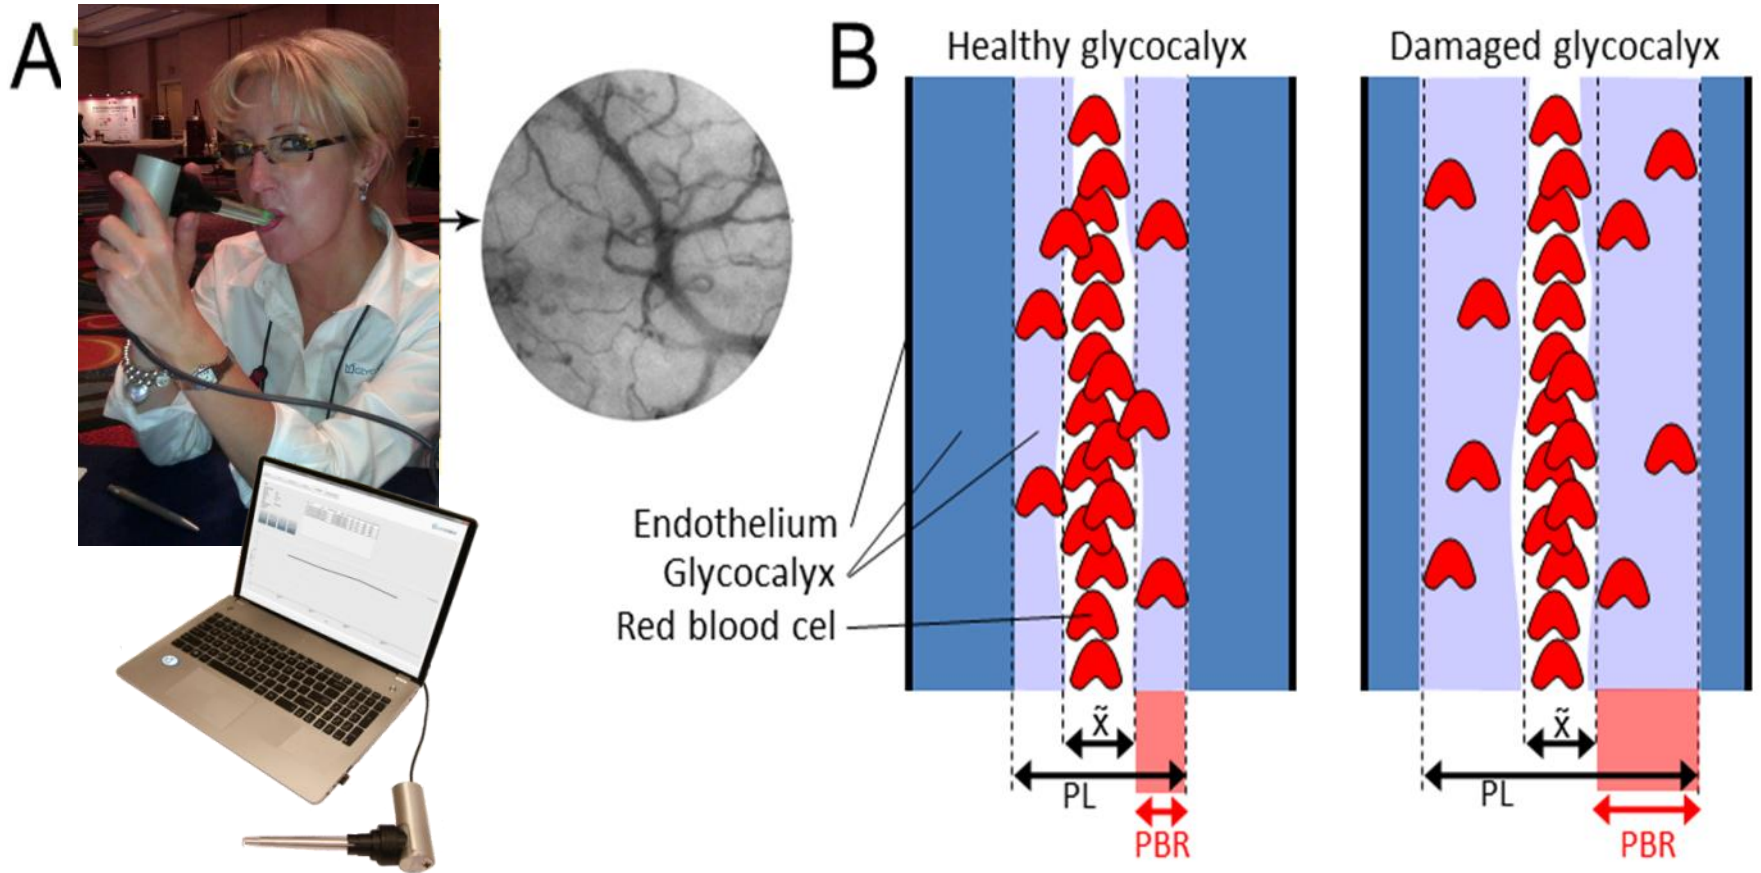 A
B
Healthy glycocalyx
Damaged glycocalyx
Endothelium
Glycocalyx
Red blood cel
x̃
x̃
PL
PL
PBR
PBR